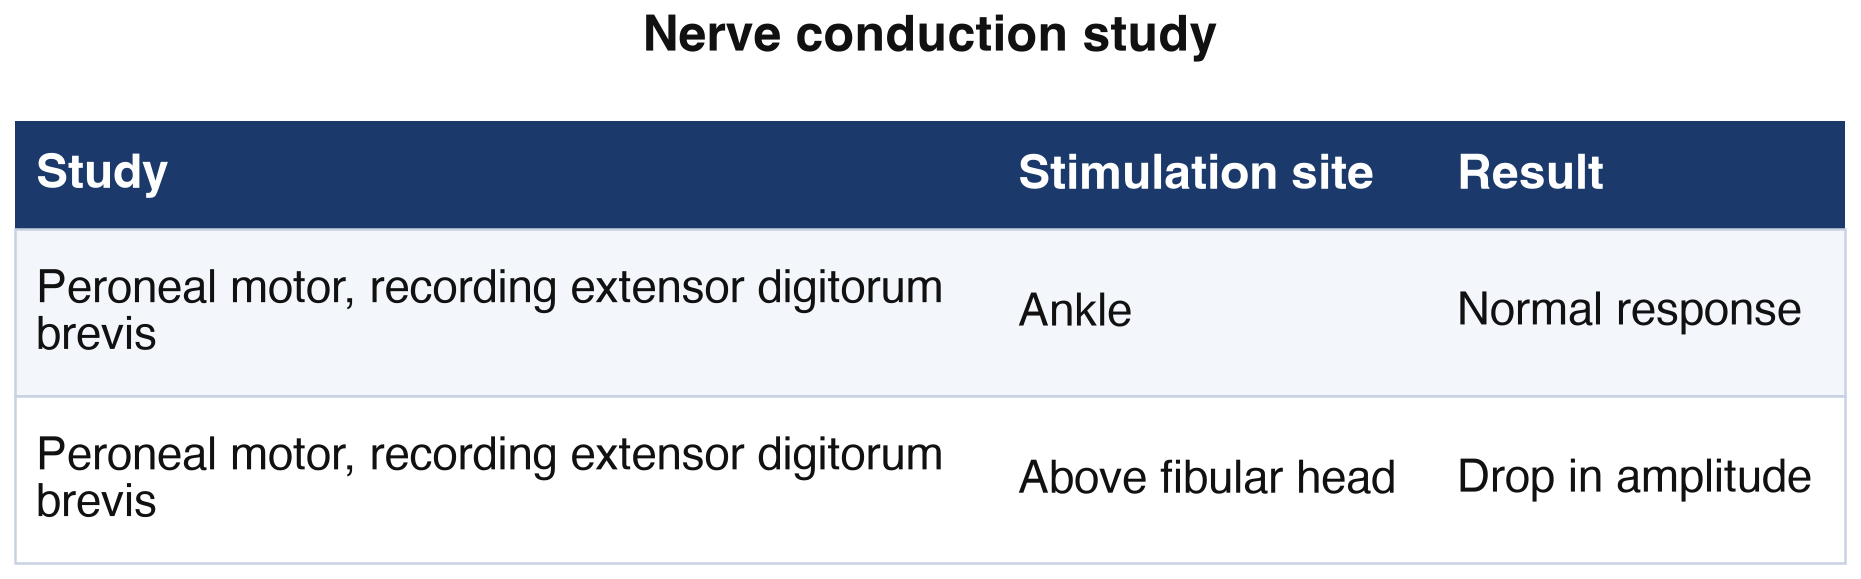 Nerve conduction study
Study Stimulation site Result
Peroneal motor, recording extensor digitorum
brevis
Ankle
Normal response
Peroneal motor, recording extensor digitorum
brevis
Above fibular head
Drop in amplitude